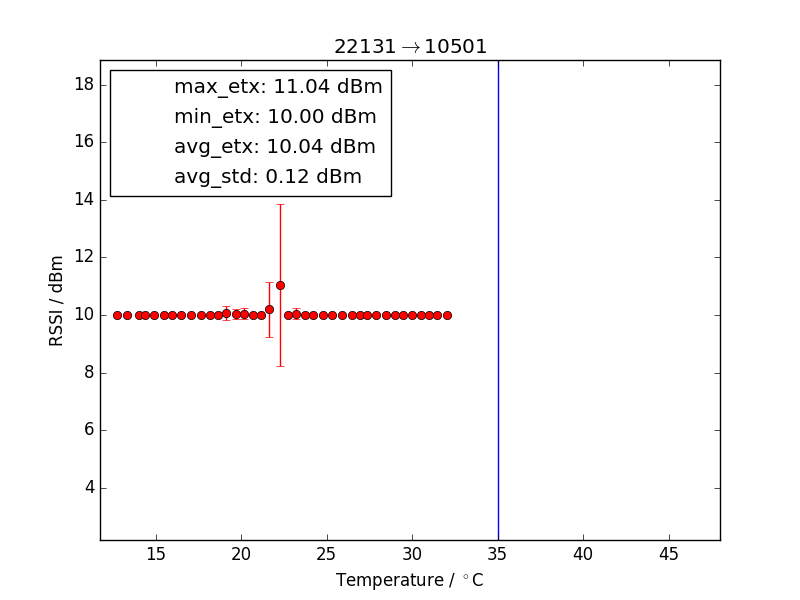 22131→10501
max_etx: 11.04 dBm
min_etx: 10.00 dBm
avg_etx: 10.04 dBm
avg_std: 0.12 dBm
RSSI / dBm
18
16
14
12
10
8
6
4
15 20 25 30 35 40 45
Temperature / °C